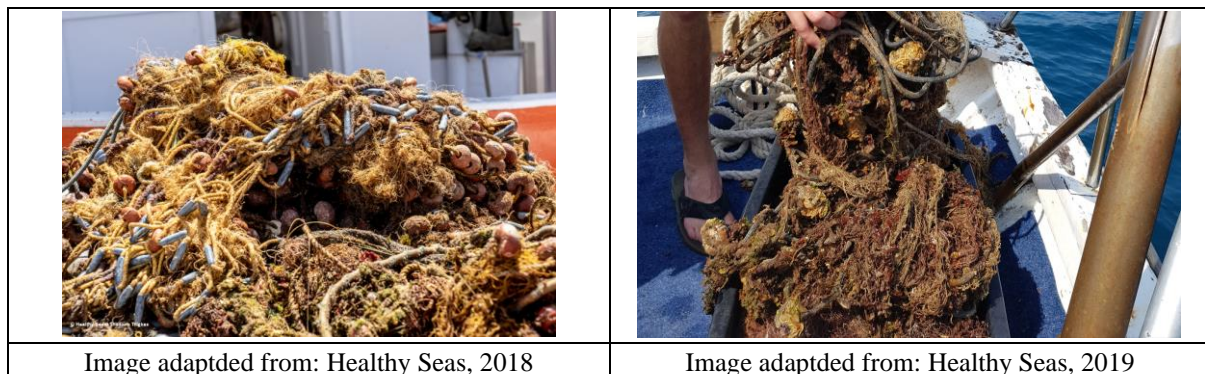 Image adaptded from: Healthy Seas, 2018
Image adaptded from: Healthy Seas, 2019